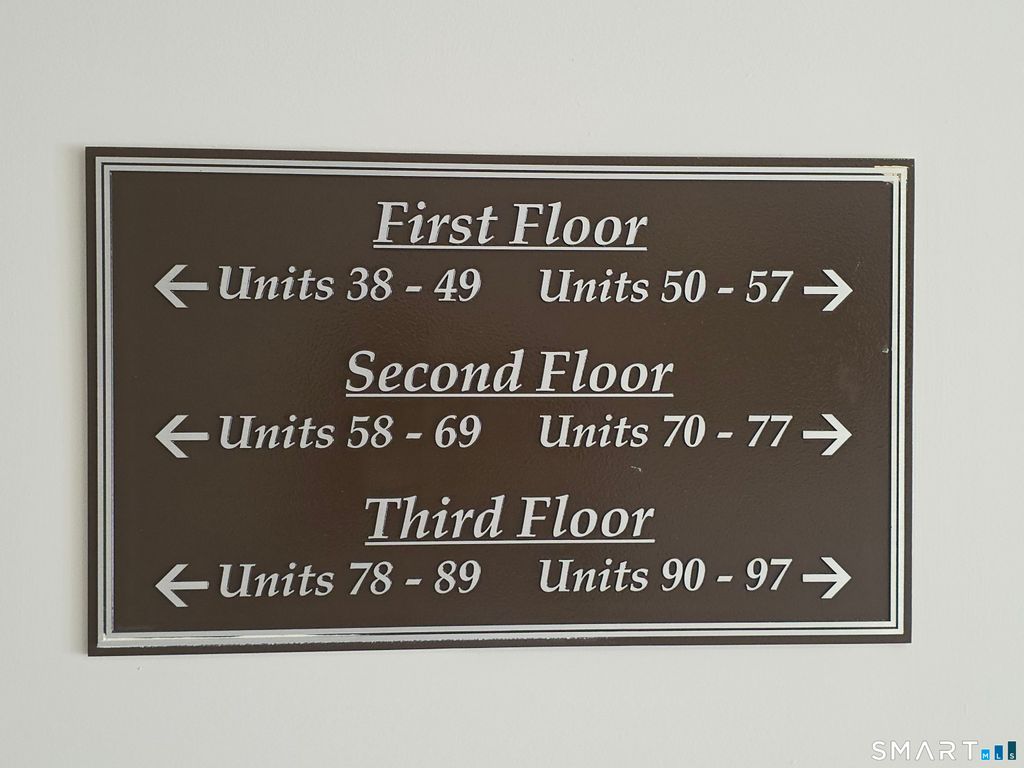 First Floor
← Units 38 - 49 Units 50 - 57 →
Second Floor
← Units 58 - 69 Units 70 - 77 →
Third Floor
← Units 78 - 89 Units 90 - 97 →
SMART MLS